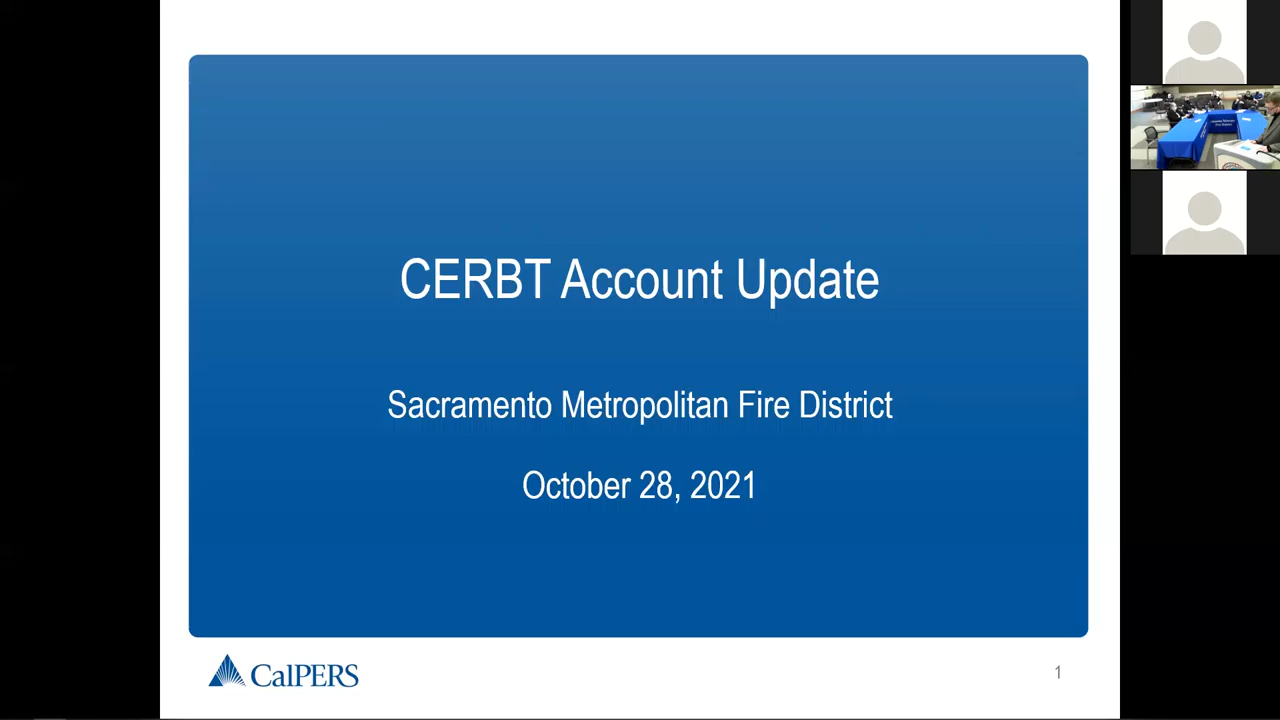 CERBT Account Update
Sacramento Metropolitan Fire District
October 28, 2021
CalPERS
1